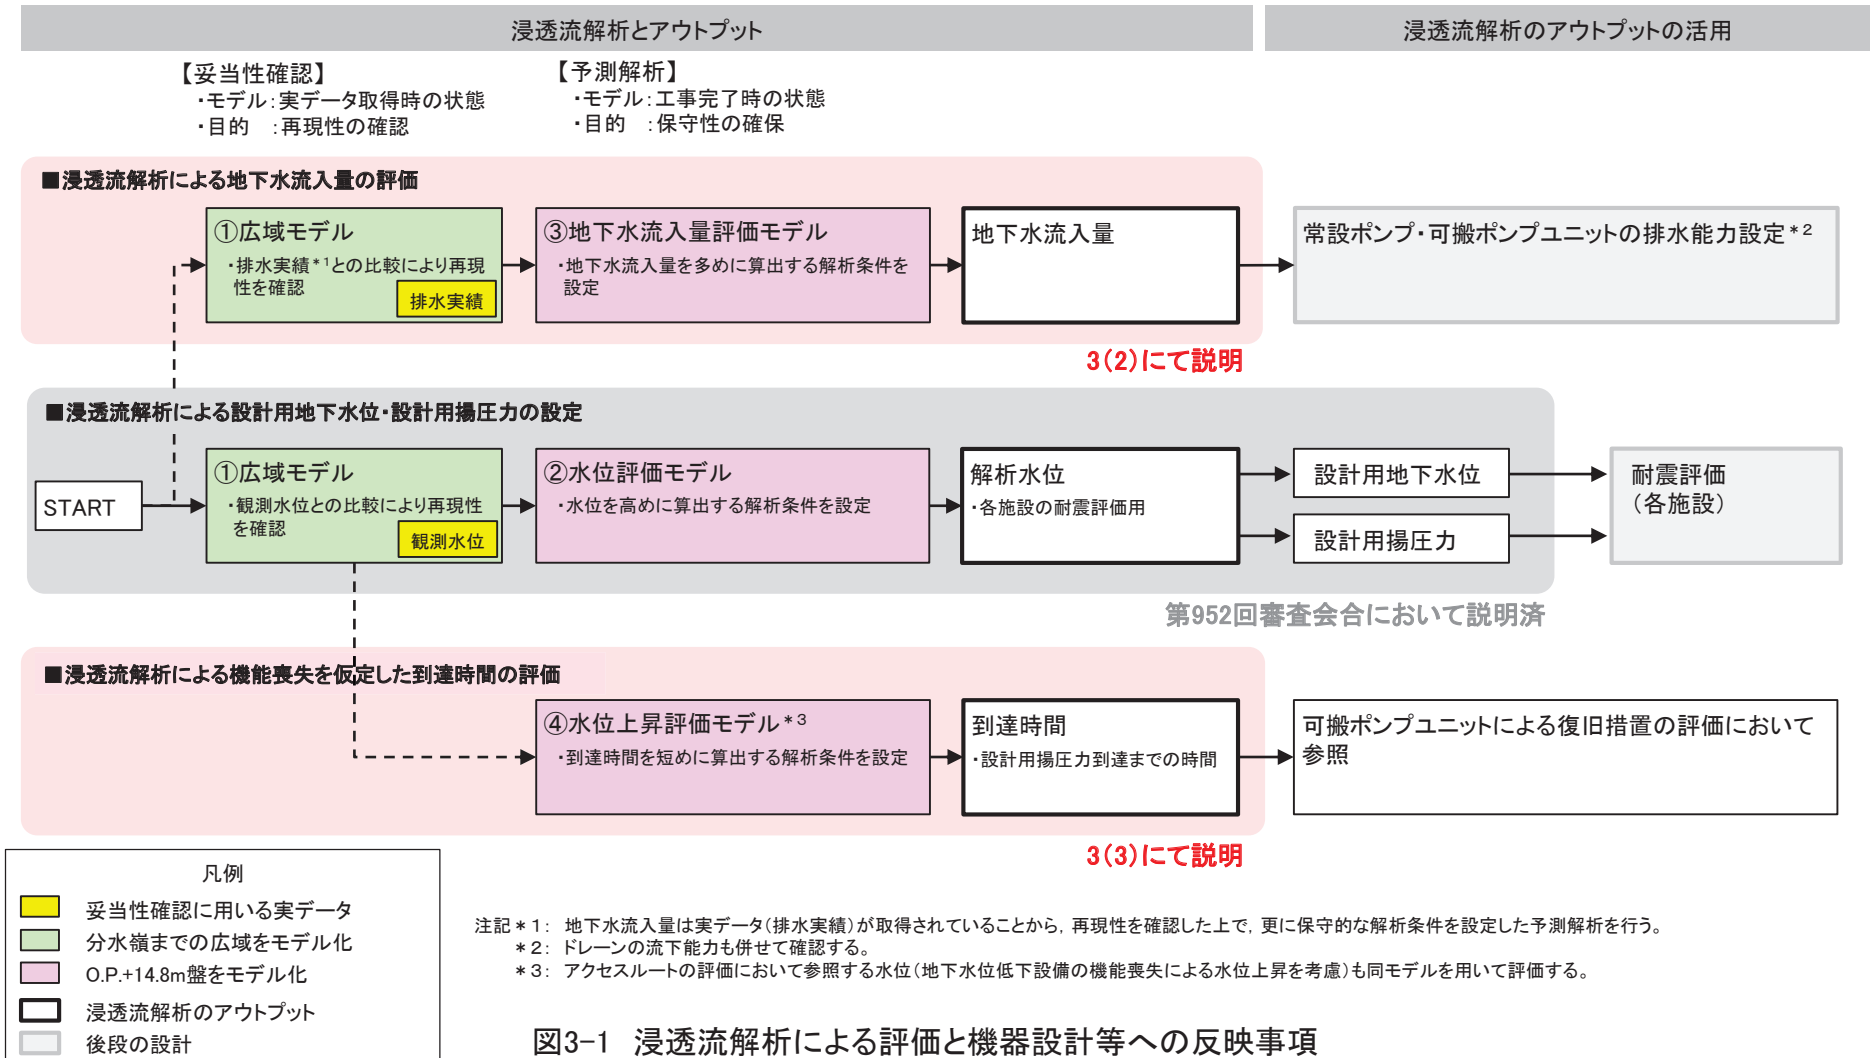 浸透流解析とアウトプット
浸透流解析のアウトプットの活用
【妥当性確認】
・モデル：実データ取得時の状態
・目的　：再現性の確認
【予測解析】
・モデル：工事完了時の状態
・目的　：保守性の確保
■浸透流解析による地下水流入量の評価
①広域モデル
・排水実績*1との比較により再現
性を確認
排水実績
③地下水流入量評価モデル
・地下水流入量を多めに算出する解析条件を
設定
地下水流入量
常設ポンプ・可搬ポンプユニットの排水能力設定*2
3(2)にて説明
■浸透流解析による設計用地下水位・設計用揚圧力の設定
START
①広域モデル
・観測水位との比較により再現性
を確認
観測水位
②水位評価モデル
・水位を高めに算出する解析条件を設定
解析水位
・各施設の耐震評価用
設計用地下水位
設計用揚圧力
耐震評価
（各施設）
第952回審査会合において説明済
■浸透流解析による機能喪失を仮定した到達時間の評価
④水位上昇評価モデル*3
・到達時間を短めに算出する解析条件を設定
到達時間
・設計用揚圧力到達までの時間
可搬ポンプユニットによる復旧措置の評価において
参照
3(3)にて説明
凡例
妥当性確認に用いる実データ
分水嶺までの広域をモデル化
O.P.+14.8m盤をモデル化
浸透流解析のアウトプット
後段の設計
注記*1：　地下水流入量は実データ（排水実績）が取得されていることから，再現性を確認した上で，更に保守的な解析条件を設定した予測解析を行う。
*2：　ドレーンの流下能力も併せて確認する。
*3：　アクセスルートの評価において参照する水位（地下水位低下設備の機能喪失による水位上昇を考慮）も同モデルを用いて評価する。
図3-1　浸透流解析による評価と機器設計等への反映事項